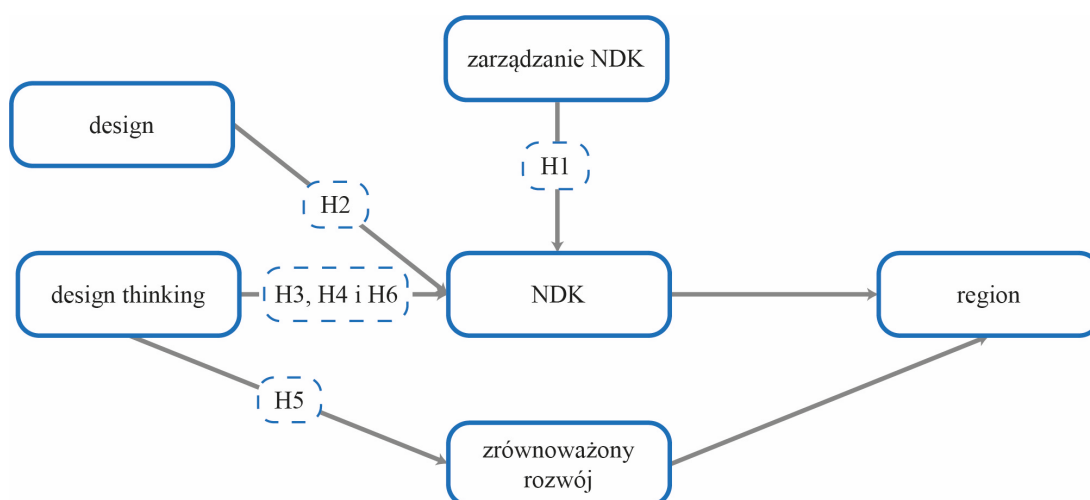 zarządzanie NDK
design
H1
H2
design thinking
H3, H4 i H6
NDK
region
H5
zrównoważony
rozwój